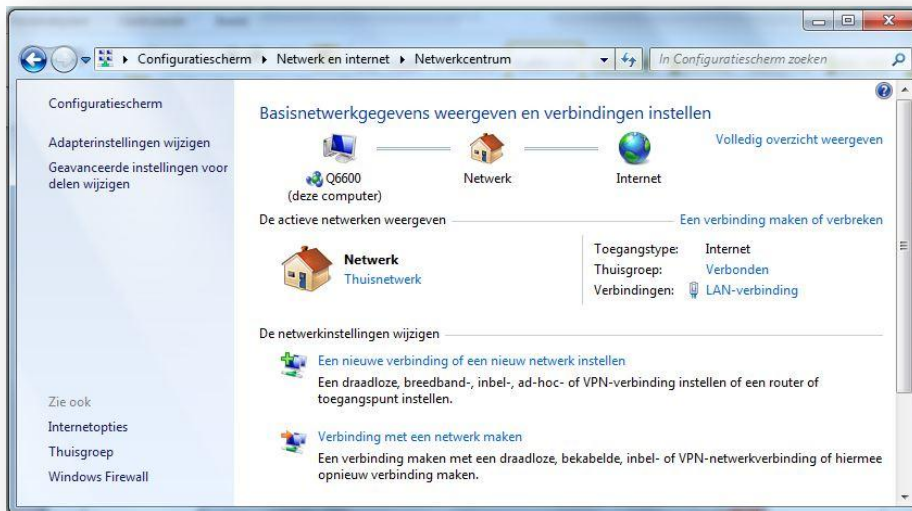 Configuratiescherm ▸ Netwerk en internet ▸ Netwerkcentrum
In Configuratiescherm zoeken
Configuratiescherm
Adapterinstellingen wijzigen
Geavanceerde instellingen voor
delen wijzigen
Zie ook
Internetopties
Thuisgroep
Windows Firewall
Basisnetwerkgegevens weergeven en verbindingen instellen
Volledig overzicht weergeven
Q6600
(deze computer)
Netwerk
Internet
De actieve netwerken weergeven
Een verbinding maken of verbreken
Netwerk
Thuisnetwerk
Toegangstype: Internet
Thuisgroep: Verbonden
Verbindingen: LAN-verbinding
De netwerkinstellingen wijzigen
Een nieuwe verbinding of een nieuw netwerk instellen
Een draadloze, breedband-, inbel-, ad-hoc- of VPN-verbinding instellen of een router of
toegangspunt instellen.
Verbinding met een netwerk maken
Een verbinding maken met een draadloze, bekabelde, inbel- of VPN-netwerkverbinding of hiermee
opnieuw verbinding maken.